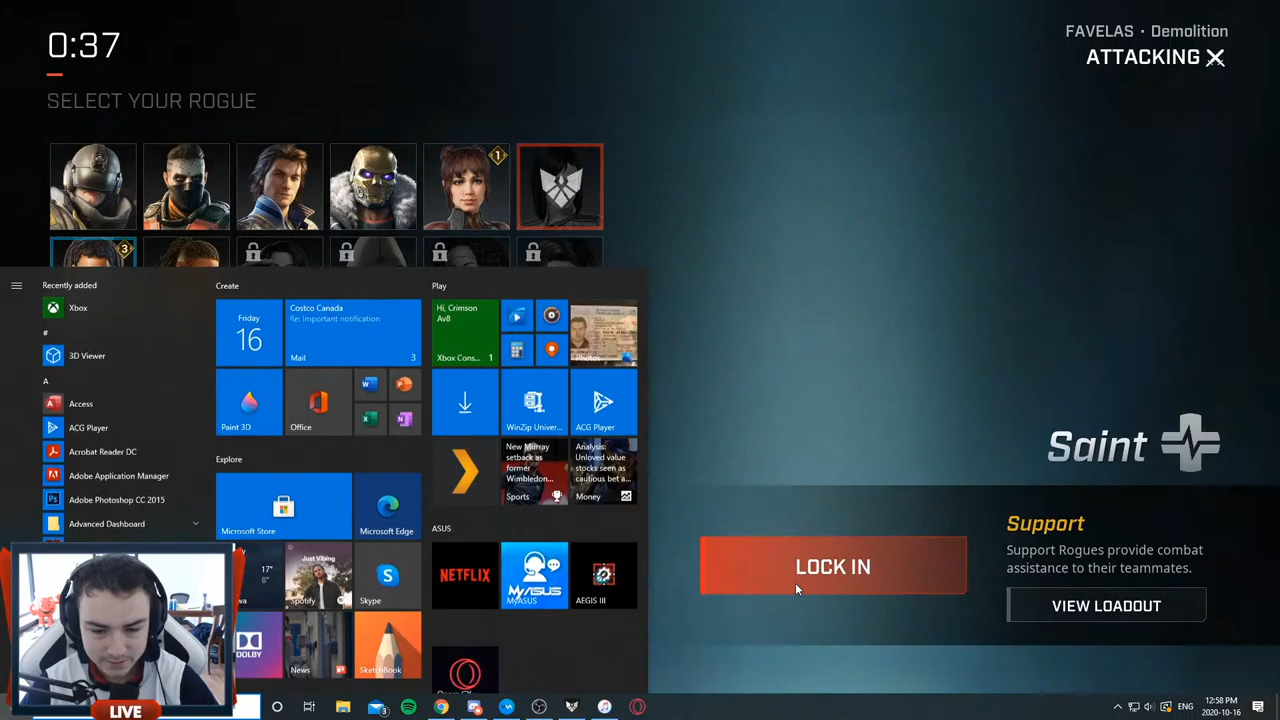 0:37
SELECT YOUR ROGUE
FAVELAS · Demolition
ATTACKING
1
3
Recently added
Xbox
#
3D Viewer
A
Access
ACG Player
Acrobat Reader DC
Adobe Application Manager
Adobe Photoshop CC 2015
Advanced Dashboard
Create
Friday
16
Costco Canada
Re: Important notification
Mail
3
Paint 3D
Office
Explore
Microsoft Store
Microsoft Edge
17°
8°
Just Vibing
Spotify
Skype
DOLBY
News
SketchBook
Play
Hi, Crimson
Av8
Xbox Cons...
1
Photos
WinZip Univer...
ACG Player
New Murray
setback as
former
Wimbledon...
Sports
Analysis:
Unloved value
stocks seen as
cautious bet a...
Money
ASUS
NETFLIX
MyASUS
MyASUS
AEGIS III
Saint
Support
Support Rogues provide combat
assistance to their teammates.
LOCK IN
VIEW LOADOUT
LIVE
3
ENG
12:58 PM
2020-10-16